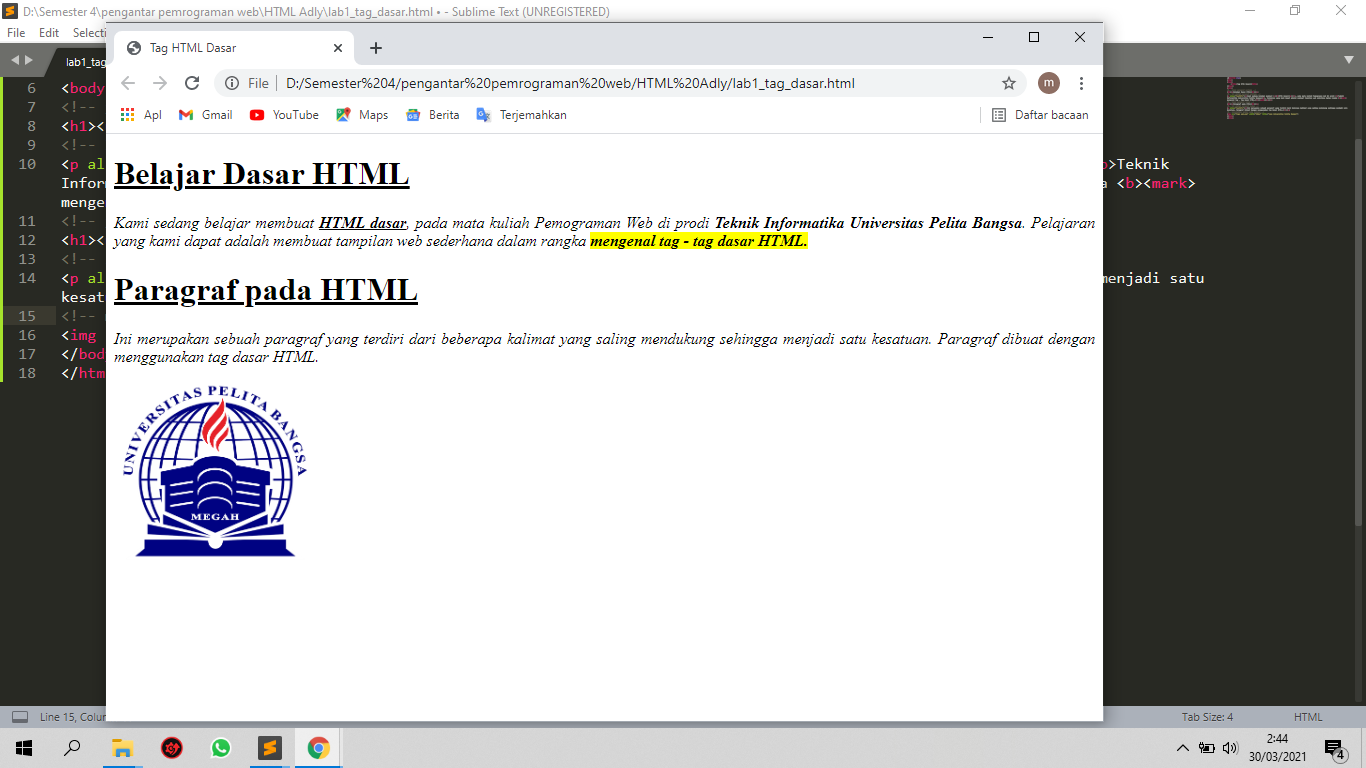 D:\Semester 4\pengantar pemrograman web\HTML Adly\lab1_tag_dasar.html • - Sublime Text (UNREGISTERED)
File Edit Selecti
lab1_tag
Tag HTML Dasar
File | D:/Semester%204/pengantar%20pemrograman%20web/HTML%20Adly/lab1_tag_dasar.html
m
Apl Gmail YouTube Maps Berita Terjemahkan Daftar bacaan
6 <body
7 <!--
8 <h1><
9 <!--
10 <p al >Teknik
Infor a <b><mark>
menge
11 <!--
12 <h1><
13 <!--
14 <p al menjadi satu
kesat
15 <!--
16 <img
17 </bod
18 </htm
Belajar Dasar HTML
Kami sedang belajar membuat HTML dasar, pada mata kuliah Pemograman Web di prodi Teknik Informatika Universitas Pelita Bangsa. Pelajaran
yang kami dapat adalah membuat tampilan web sederhana dalam rangka mengenal tag - tag dasar HTML.
Paragraf pada HTML
Ini merupakan sebuah paragraf yang terdiri dari beberapa kalimat yang saling mendukung sehingga menjadi satu kesatuan. Paragraf dibuat dengan
menggunakan tag dasar HTML.
UNIVERSITAS PELITA BANGSA
MEGAH
Line 15, Colur Tab Size: 4 HTML
2:44
30/03/2021
4